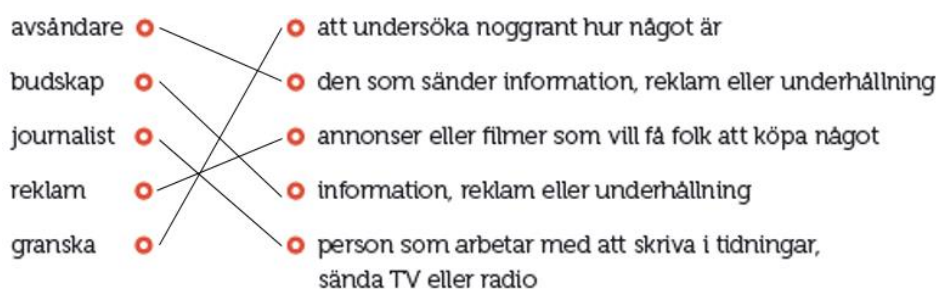 avsändare att undersöka noggrant hur något är
budskap den som sänder information, reklam eller underhållning
journalist annonser eller filmer som vill få folk att köpa något
reklam information, reklam eller underhållning
granska person som arbetar med att skriva i tidningar,
sända TV eller radio